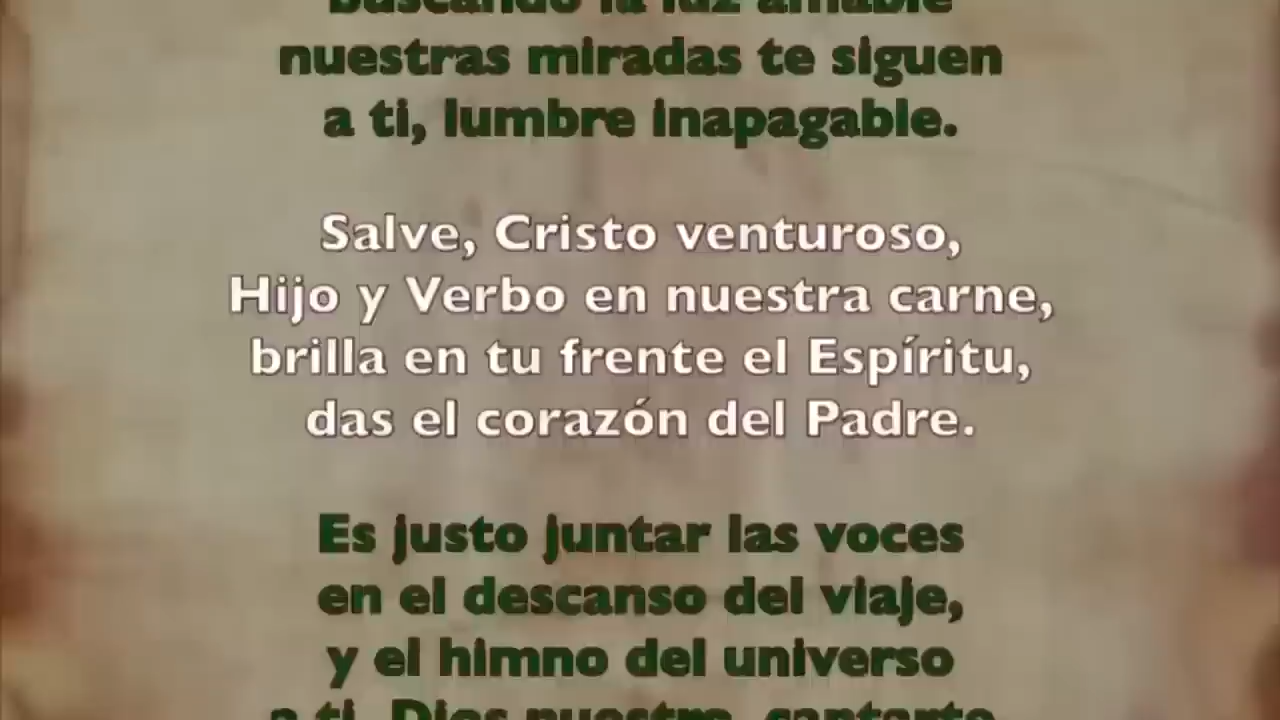 buscando la luz amable
nuestras miradas te siguen
a ti, lumbre inapagable.
Salve, Cristo venturoso,
Hijo y Verbo en nuestra carne,
brilla en tu frente el Espíritu,
das el corazón del Padre.
Es justo juntar las voces
en el descanso del viaje,
y el himno del universo
a ti, Dios nuestro, cantarte